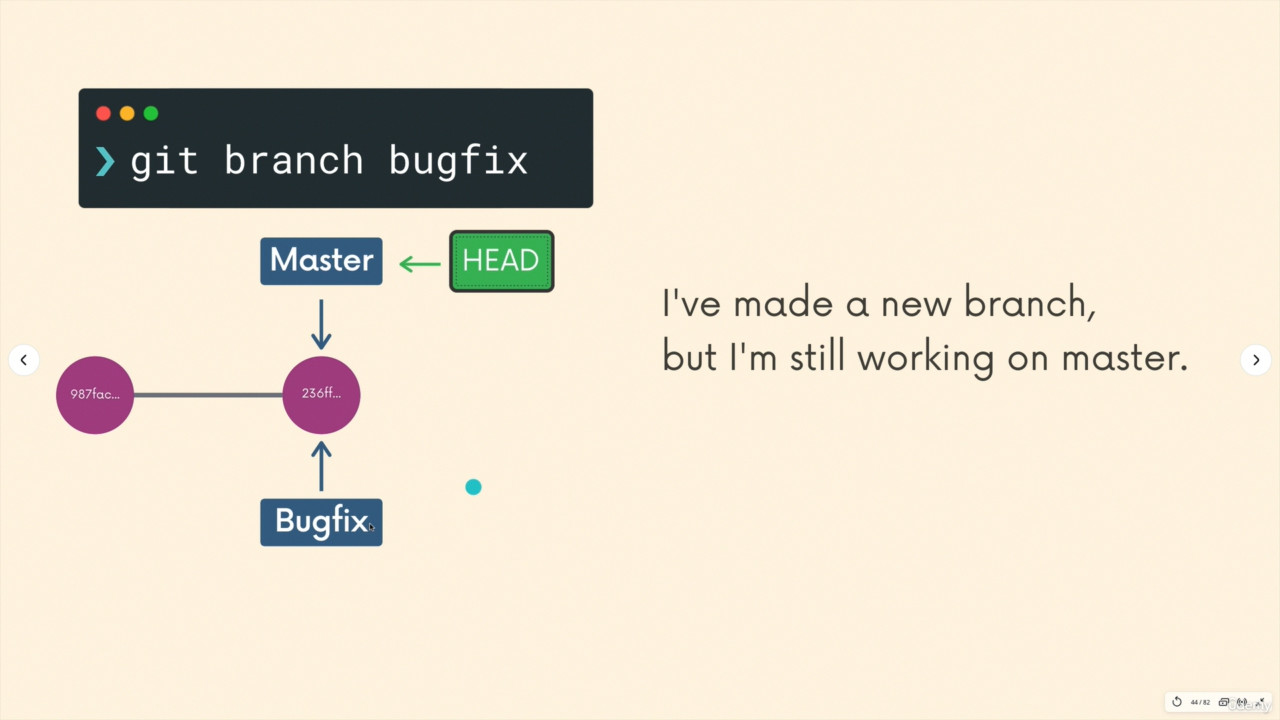 ❯ git branch bugfix
Master
HEAD
I've made a new branch,
but I'm still working on master.
987fac...
236ff...
Bugfix
44 / 82
ûdemy